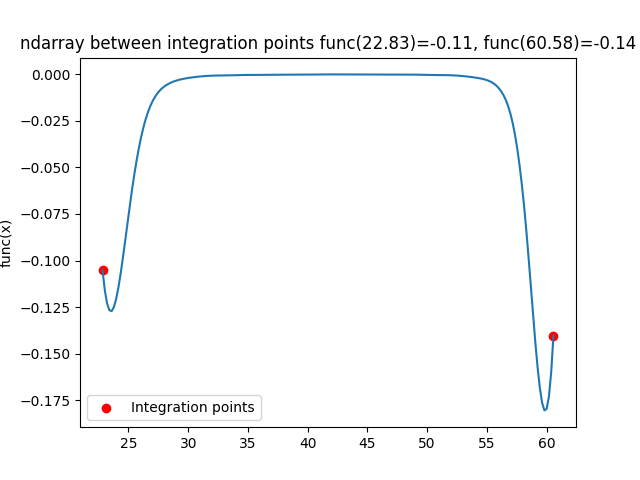 ndarray between integration points func(22.83)=-0.11, func(60.58)=-0.14
0.000
−0.025
−0.050
−0.075
−0.100
−0.125
−0.150
−0.175
func(x)
Integration points
25 30 35 40 45 50 55 60